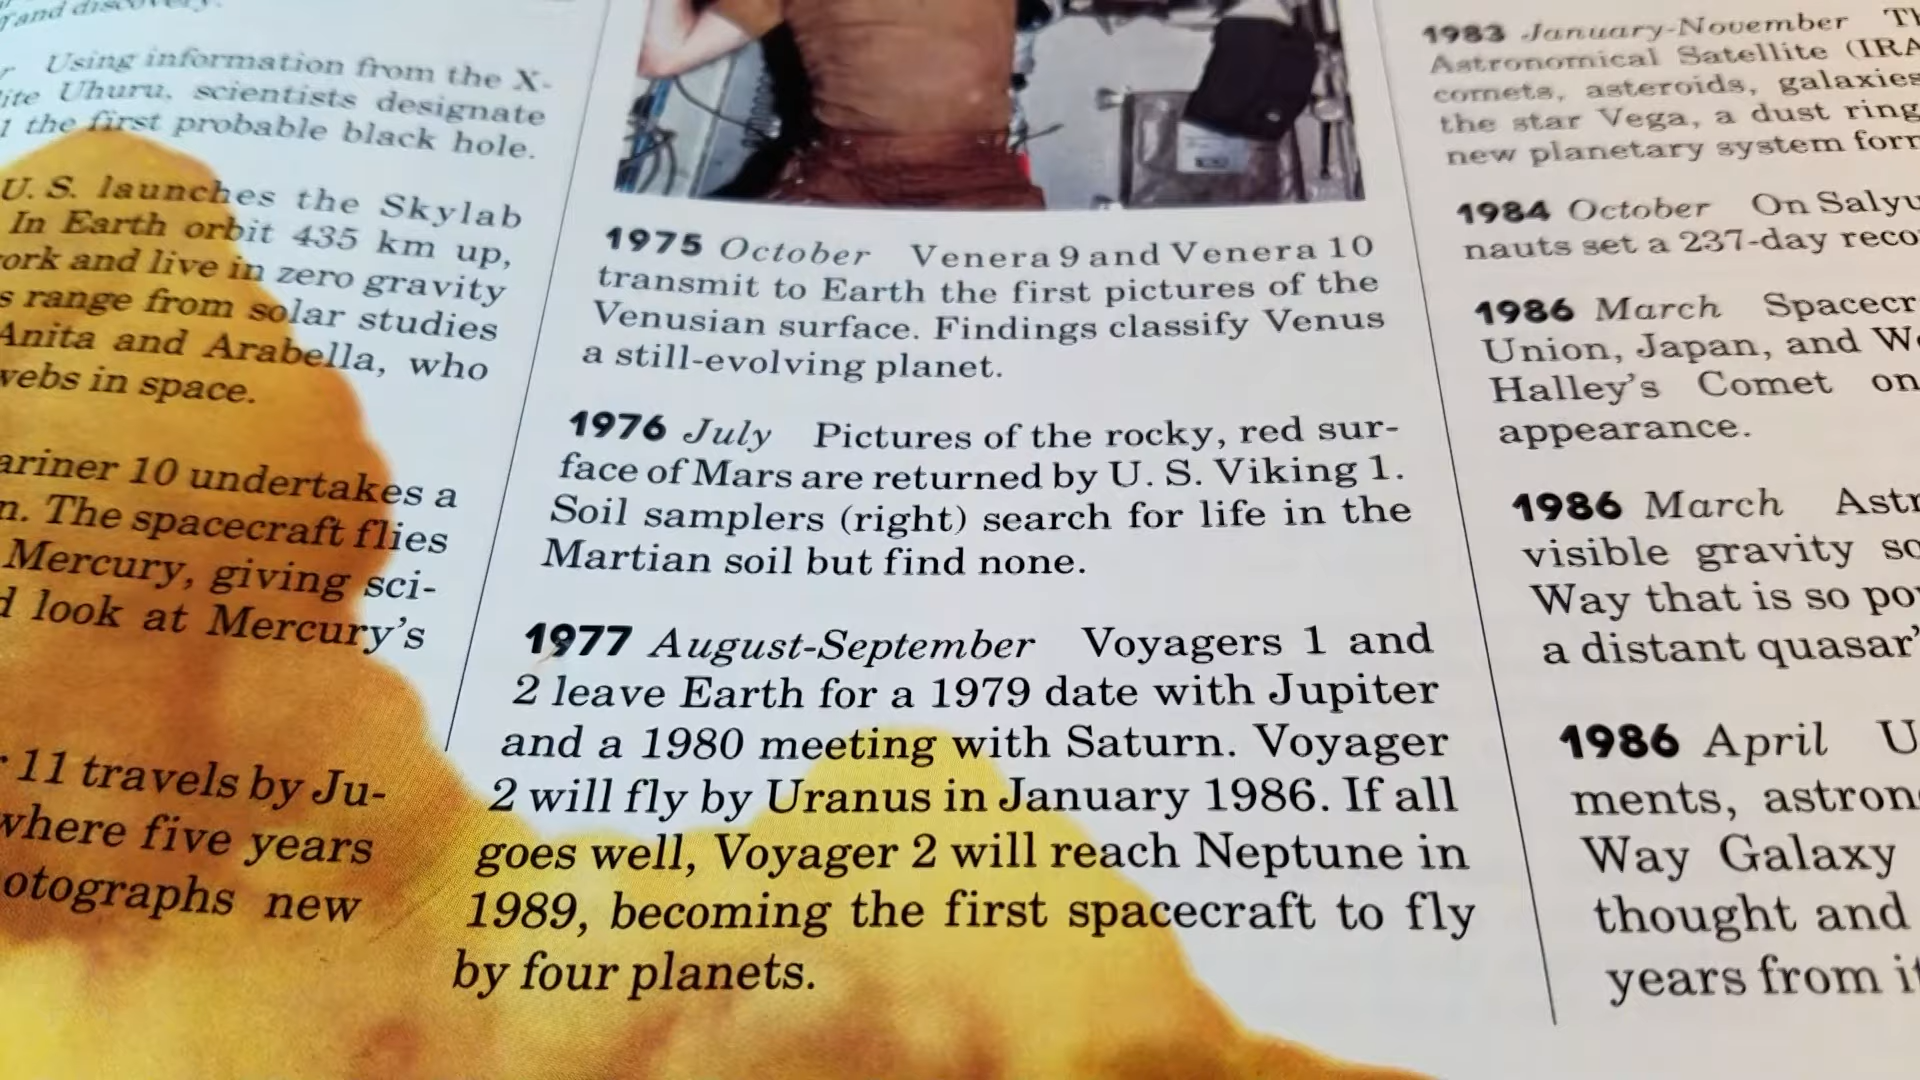 and discovery.
Using information from the X-
Uhuru, scientists designate
the first probable black hole.
U. S. launches the Skylab
In Earth orbit 435 km up,
and live in zero gravity
range from solar studies
Anita and Arabella, who
webs in space.
ariner 10 undertakes a
The spacecraft flies
Mercury, giving sci-
look at Mercury's
11 travels by Ju-
where five years
otographs new
1975 October Venera 9 and Venera 10
transmit to Earth the first pictures of the
Venusian surface. Findings classify Venus
a still-evolving planet.
1976 July Pictures of the rocky, red sur-
face of Mars are returned by U. S. Viking 1.
Soil samplers (right) search for life in the
Martian soil but find none.
1977 August-September Voyagers 1 and
2 leave Earth for a 1979 date with Jupiter
and a 1980 meeting with Saturn. Voyager
2 will fly by Uranus in January 1986. If all
goes well, Voyager 2 will reach Neptune in
1989, becoming the first spacecraft to fly
by four planets.
1983 January-November Th
Astronomical Satellite (IRA
comets, asteroids, galaxies
the star Vega, a dust ring
new planetary system form
1984 October On Salyu
nauts set a 237-day reco
1986 March Spacecr
Union, Japan, and We
Halley's Comet on
appearance.
1986 March Astr
visible gravity so
Way that is so po
a distant quasar'
1986 April U
ments, astron
Way Galaxy
thought and
years from it